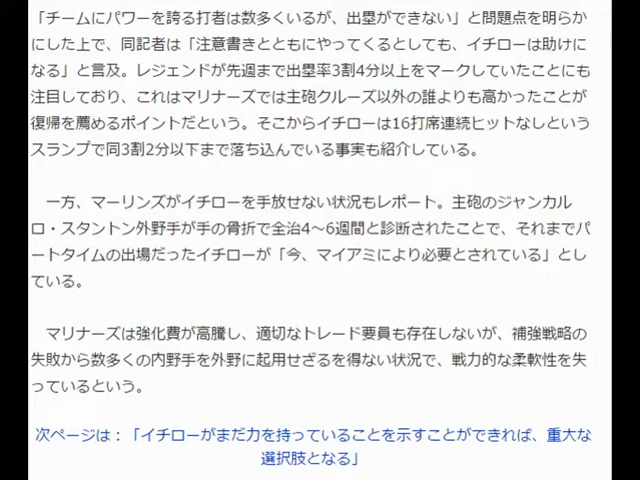 「チームにパワーを誇る打者は数多くいるが、出塁ができない」と問題点を明らか
にした上で、同記者は「注意書きとともにやってくるとしても、イチローは助けに
なる」と言及。レジェンドが先週まで出塁率3割4分以上をマークしていたことにも
注目しており、これはマリナーズでは主砲クルーズ以外の誰よりも高かったことが
復帰を薦めるポイントだという。そこからイチローは16打席連続ヒットなしという
スランプで同3割2分以下まで落ち込んでいる事実も紹介している。
一方、マーリンズがイチローを手放せない状況もレポート。主砲のジャンカル
ロ・スタントン外野手が手の骨折で全治4～6週間と診断されたことで、それまでパ
ートタイムの出場だったイチローが「今、マイアミにより必要とされている」とし
ている。
マリナーズは強化費が高騰し、適切なトレード要員も存在しないが、補強戦略の
失敗から数多くの内野手を外野に起用せざるを得ない状況で、戦力的な柔軟性を失
っているという。
次ページは：「イチローがまだ力を持っていることを示すことができれば、重大な
選択肢となる」